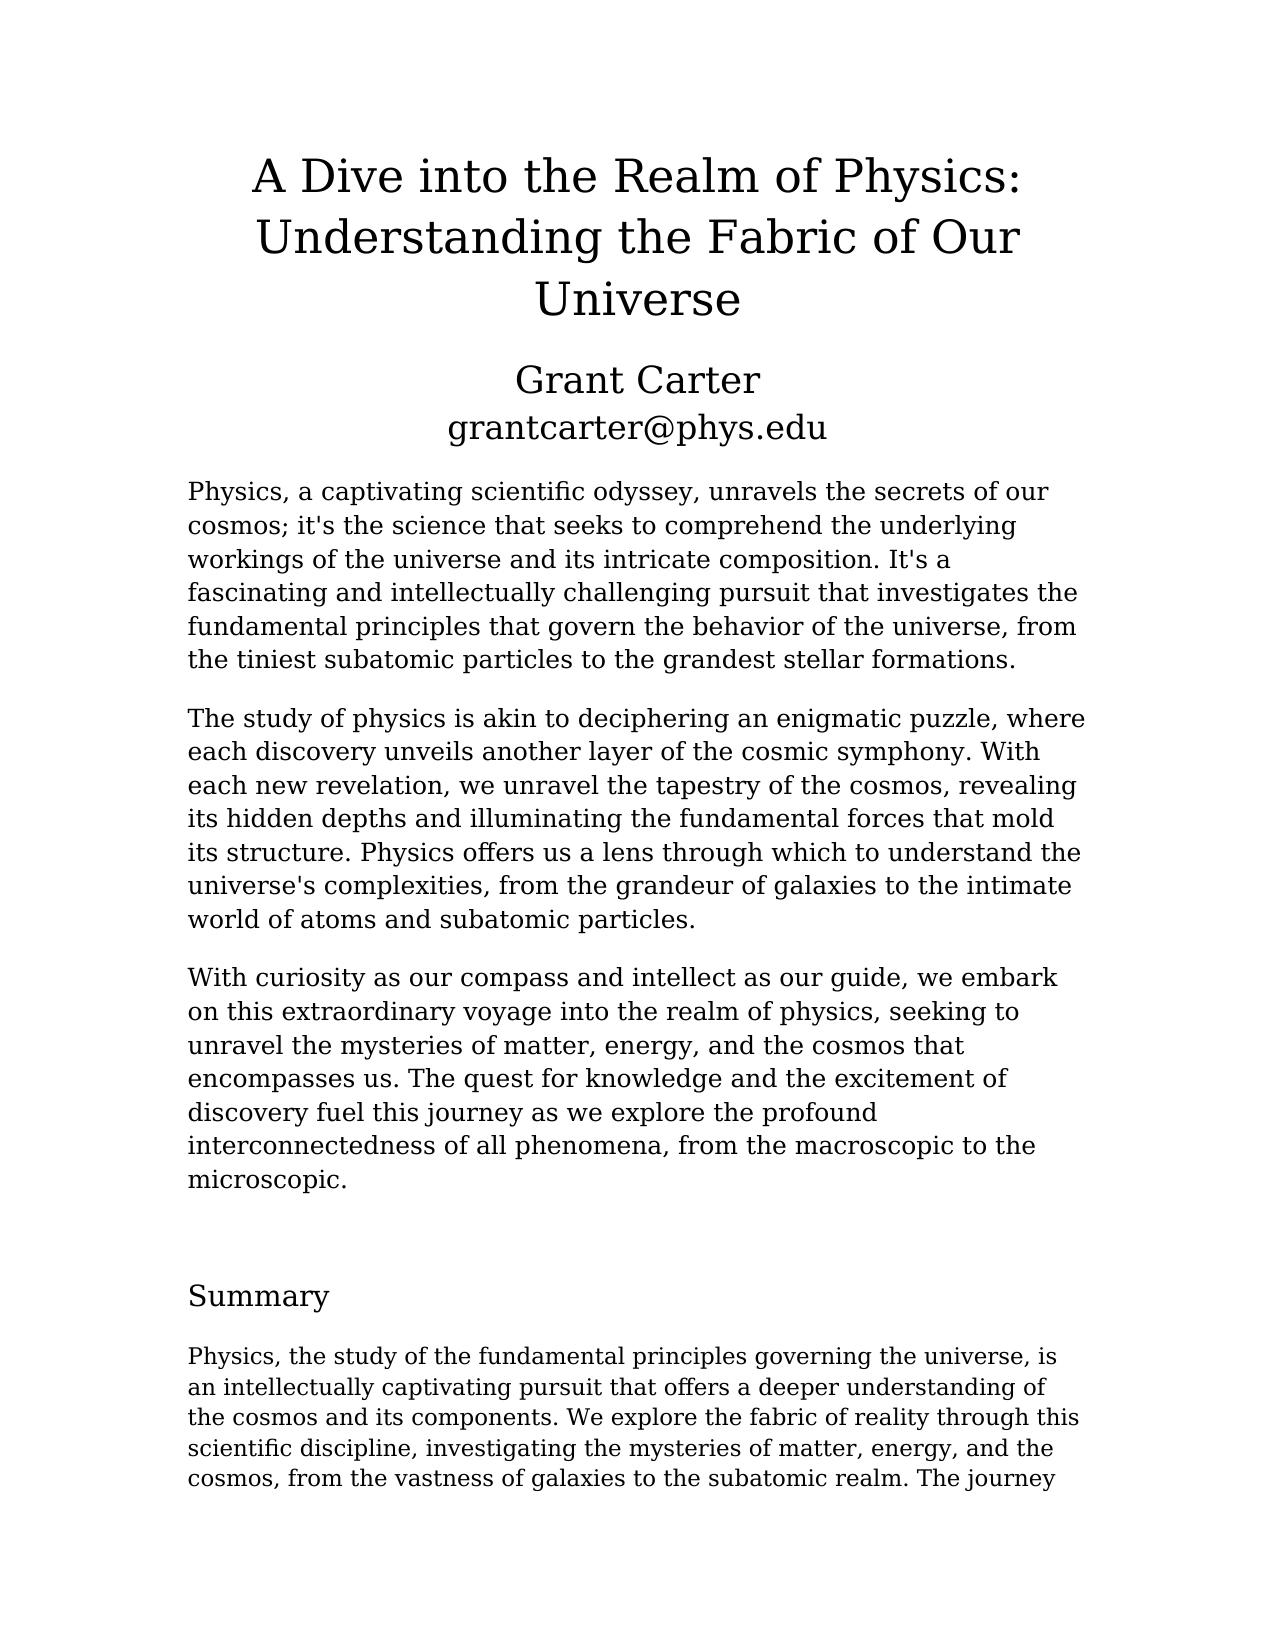 A Dive into the Realm of Physics:
Understanding the Fabric of Our
Universe
Grant Carter
grantcarter@phys.edu
Physics, a captivating scientific odyssey, unravels the secrets of our
cosmos; it's the science that seeks to comprehend the underlying
workings of the universe and its intricate composition. It's a
fascinating and intellectually challenging pursuit that investigates the
fundamental principles that govern the behavior of the universe, from
the tiniest subatomic particles to the grandest stellar formations.
The study of physics is akin to deciphering an enigmatic puzzle, where
each discovery unveils another layer of the cosmic symphony. With
each new revelation, we unravel the tapestry of the cosmos, revealing
its hidden depths and illuminating the fundamental forces that mold
its structure. Physics offers us a lens through which to understand the
universe's complexities, from the grandeur of galaxies to the intimate
world of atoms and subatomic particles.
With curiosity as our compass and intellect as our guide, we embark
on this extraordinary voyage into the realm of physics, seeking to
unravel the mysteries of matter, energy, and the cosmos that
encompasses us. The quest for knowledge and the excitement of
discovery fuel this journey as we explore the profound
interconnectedness of all phenomena, from the macroscopic to the
microscopic.
Summary
Physics, the study of the fundamental principles governing the universe, is
an intellectually captivating pursuit that offers a deeper understanding of
the cosmos and its components. We explore the fabric of reality through this
scientific discipline, investigating the mysteries of matter, energy, and the
cosmos, from the vastness of galaxies to the subatomic realm. The journey